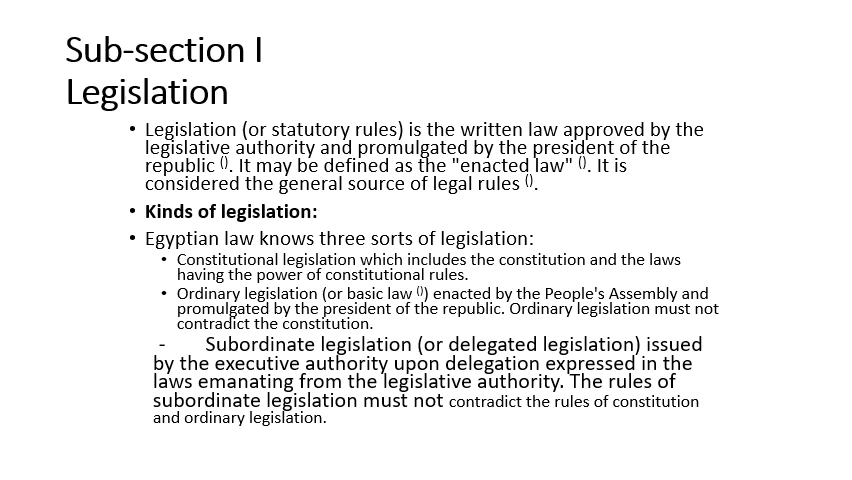 Sub-section I
Legislation
• Legislation (or statutory rules) is the written law approved by the
legislative authority and promulgated by the president of the
republic (). It may be defined as the "enacted law" (). It is
considered the general source of legal rules ().
• Kinds of legislation:
• Egyptian law knows three sorts of legislation:
• Constitutional legislation which includes the constitution and the laws
having the power of constitutional rules.
• Ordinary legislation (or basic law ()) enacted by the People's Assembly and
promulgated by the president of the republic. Ordinary legislation must not
contradict the constitution.
- Subordinate legislation (or delegated legislation) issued
by the executive authority upon delegation expressed in the
laws emanating from the legislative authority. The rules of
subordinate legislation must not contradict the rules of constitution
and ordinary legislation.